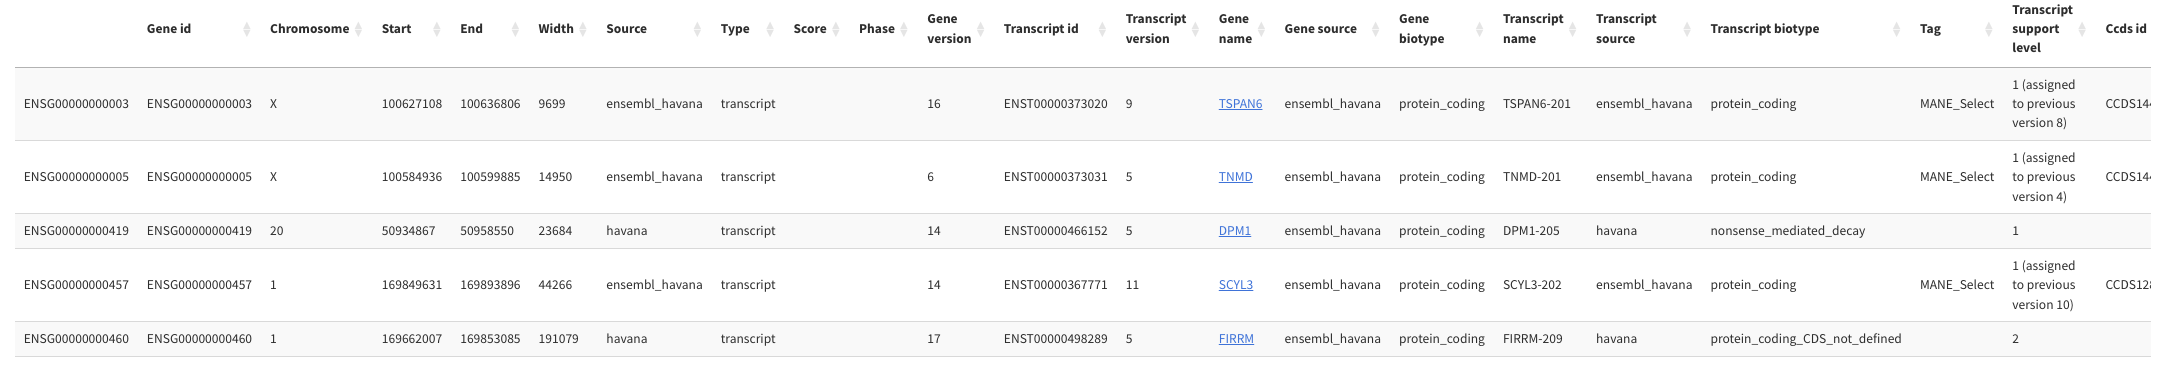 Gene id Chromosome Start End Width Source Type Score Phase Gene version Transcript id Transcript version Gene name Gene source Gene biotype Transcript name Transcript source Transcript biotype Tag Transcript support level Ccds id
ENSG00000000003 ENSG00000000003 X 100627108 100636806 9699 ensembl_havana transcript 16 ENST00000373020 9 TSPAN6 ensembl_havana protein_coding TSPAN6-201 ensembl_havana protein_coding MANE_Select 1 (assigned to previous version 8) CCDS144
ENSG00000000005 ENSG00000000005 X 100584936 100599885 14950 ensembl_havana transcript 6 ENST00000373031 5 TNMD ensembl_havana protein_coding TNMD-201 ensembl_havana protein_coding MANE_Select 1 (assigned to previous version 4) CCDS144
ENSG00000000419 ENSG00000000419 20 50934867 50958550 23684 havana transcript 14 ENST00000466152 5 DPM1 ensembl_havana protein_coding DPM1-205 havana nonsense_mediated_decay 1
ENSG00000000457 ENSG00000000457 1 169849631 169893896 44266 ensembl_havana transcript 14 ENST00000367771 11 SCYL3 ensembl_havana protein_coding SCYL3-202 ensembl_havana protein_coding MANE_Select 1 (assigned to previous version 10) CCDS128
ENSG00000000460 ENSG00000000460 1 169662007 169853085 191079 havana transcript 17 ENST00000498289 5 FIRRM ensembl_havana protein_coding FIRRM-209 havana protein_coding_CDS_not_defined 2